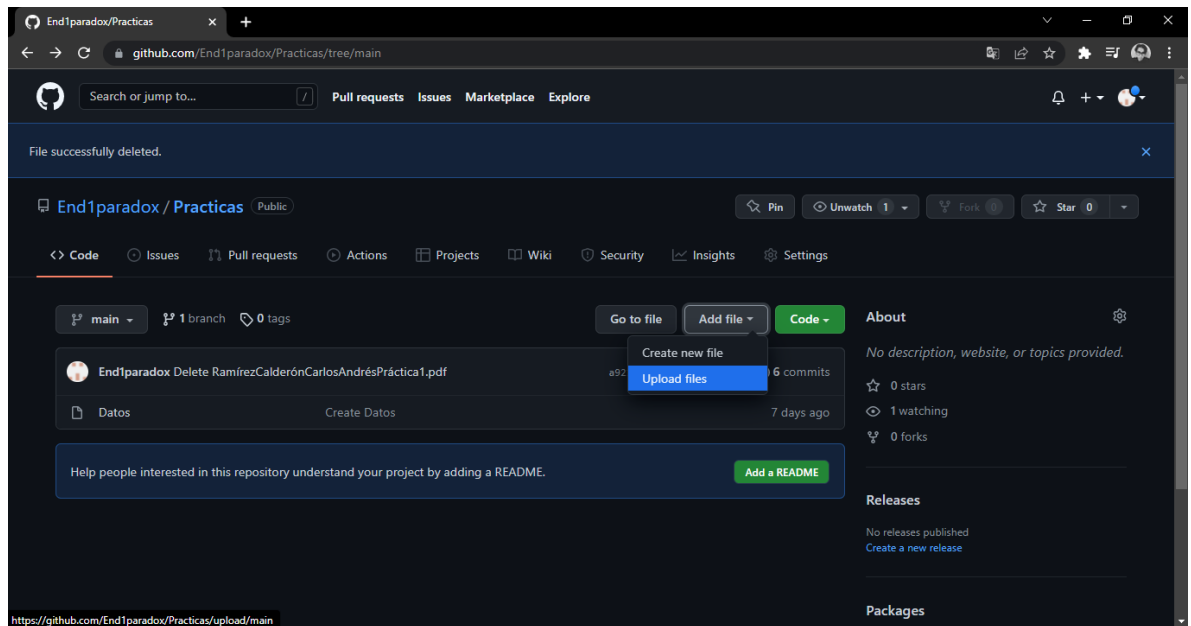 End1paradox/Practicas
github.com/End1paradox/Practicas/tree/main
Search or jump to... /
Pull requests Issues Marketplace Explore
File successfully deleted.
End1paradox / Practicas Public
Pin Unwatch 1 Fork 0 Star 0
Code Issues Pull requests Actions Projects Wiki Security Insights Settings
main 1 branch 0 tags
Go to file Add file Code
Create new file
Upload files
End1paradox Delete RamírezCalderónCarlosAndrésPráctica1.pdf a92 6 commits
Datos Create Datos 7 days ago
Help people interested in this repository understand your project by adding a README. Add a README
About
No description, website, or topics provided.
0 stars
1 watching
0 forks
Releases
No releases published
Create a new release
Packages
https://github.com/End1paradox/Practicas/upload/main